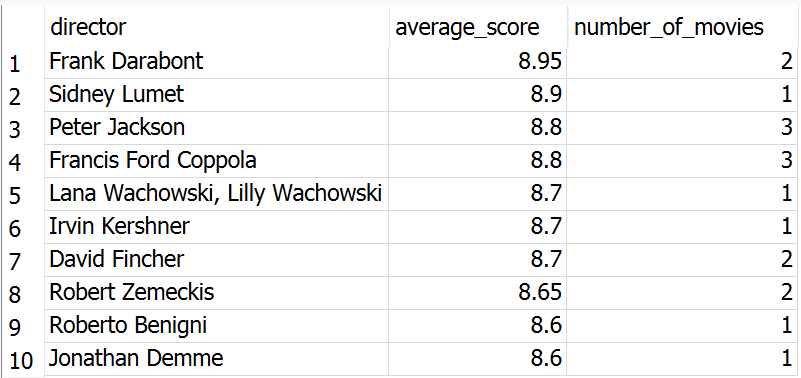 director average_score number_of_movies
1 Frank Darabont 8.95 2
2 Sidney Lumet 8.9 1
3 Peter Jackson 8.8 3
4 Francis Ford Coppola 8.8 3
5 Lana Wachowski, Lilly Wachowski 8.7 1
6 Irvin Kershner 8.7 1
7 David Fincher 8.7 2
8 Robert Zemeckis 8.65 2
9 Roberto Benigni 8.6 1
10 Jonathan Demme 8.6 1